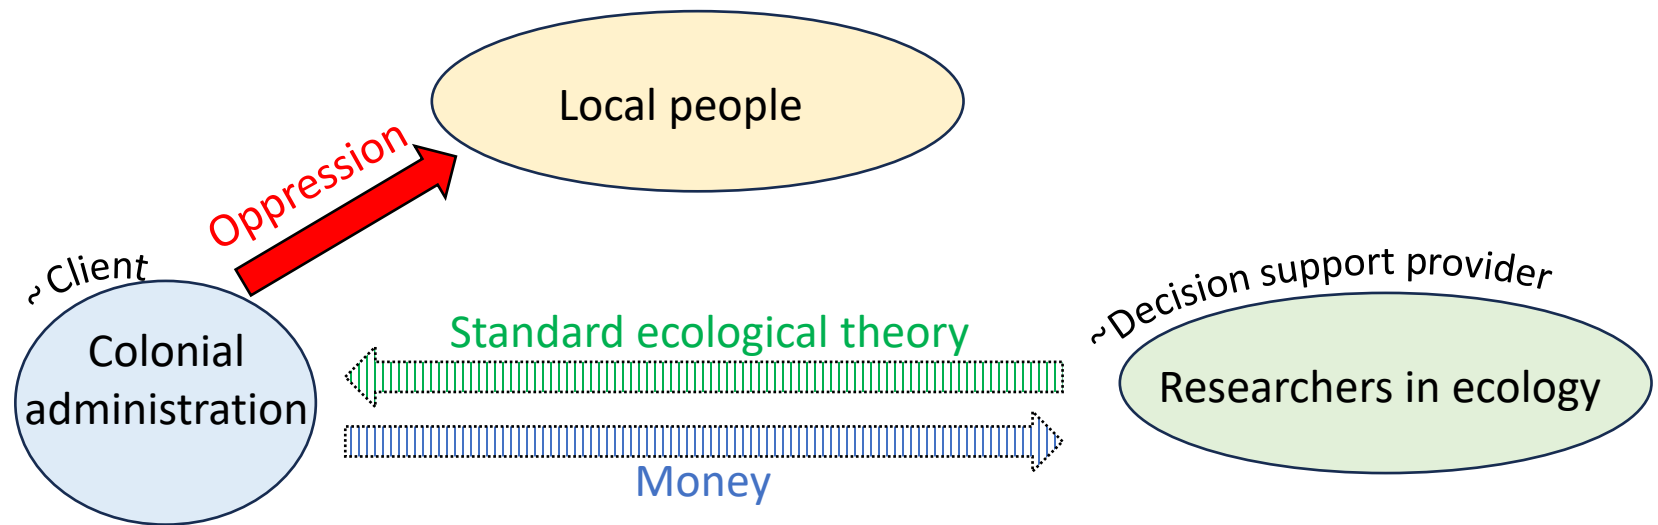 Local people
Oppression
~Client
~Decision support provider
Colonial
administration
Standard ecological theory
Researchers in ecology
Money